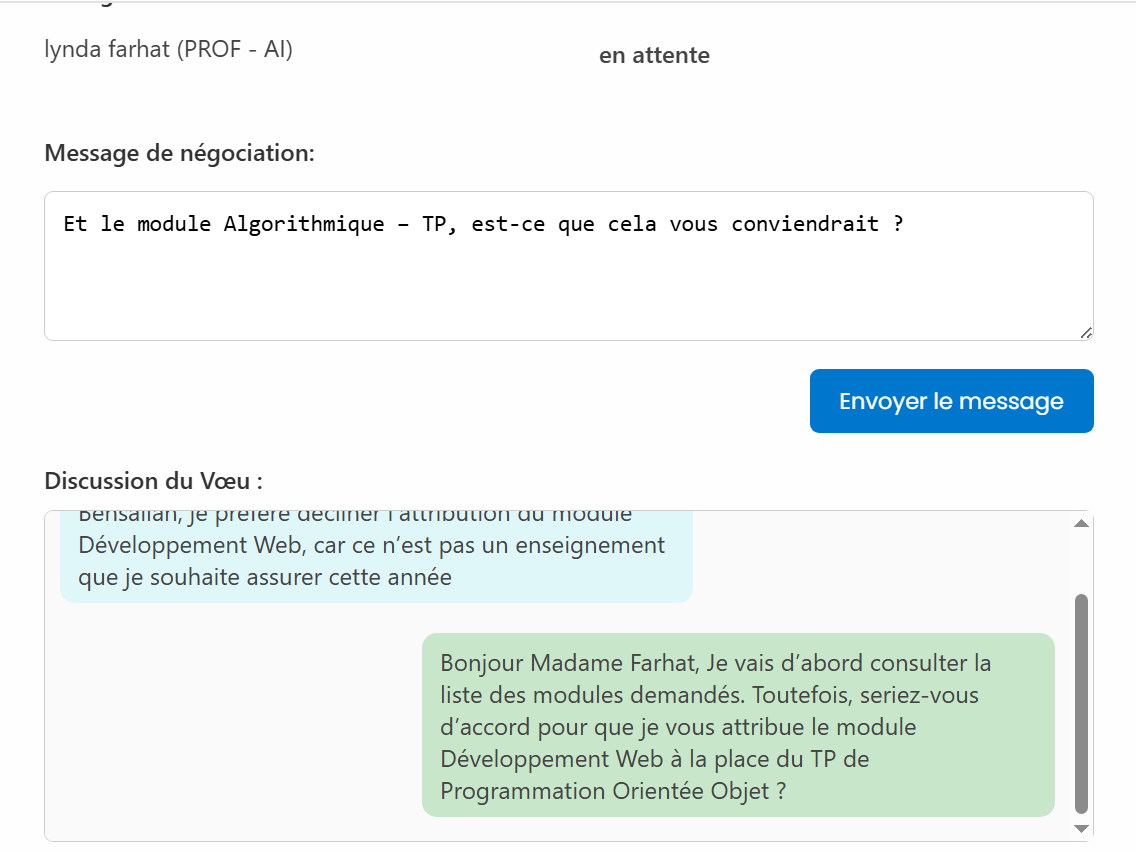 lynda farhat (PROF - AI)
en attente
Message de négociation:
Et le module Algorithmique – TP, est-ce que cela vous conviendrait ?
Envoyer le message
Discussion du Vœu :
Bensallah, je préfère décliner l'attribution du module
Développement Web, car ce n’est pas un enseignement
que je souhaite assurer cette année
Bonjour Madame Farhat, Je vais d’abord consulter la
liste des modules demandés. Toutefois, seriez-vous
d’accord pour que je vous attribue le module
Développement Web à la place du TP de
Programmation Orientée Objet ?